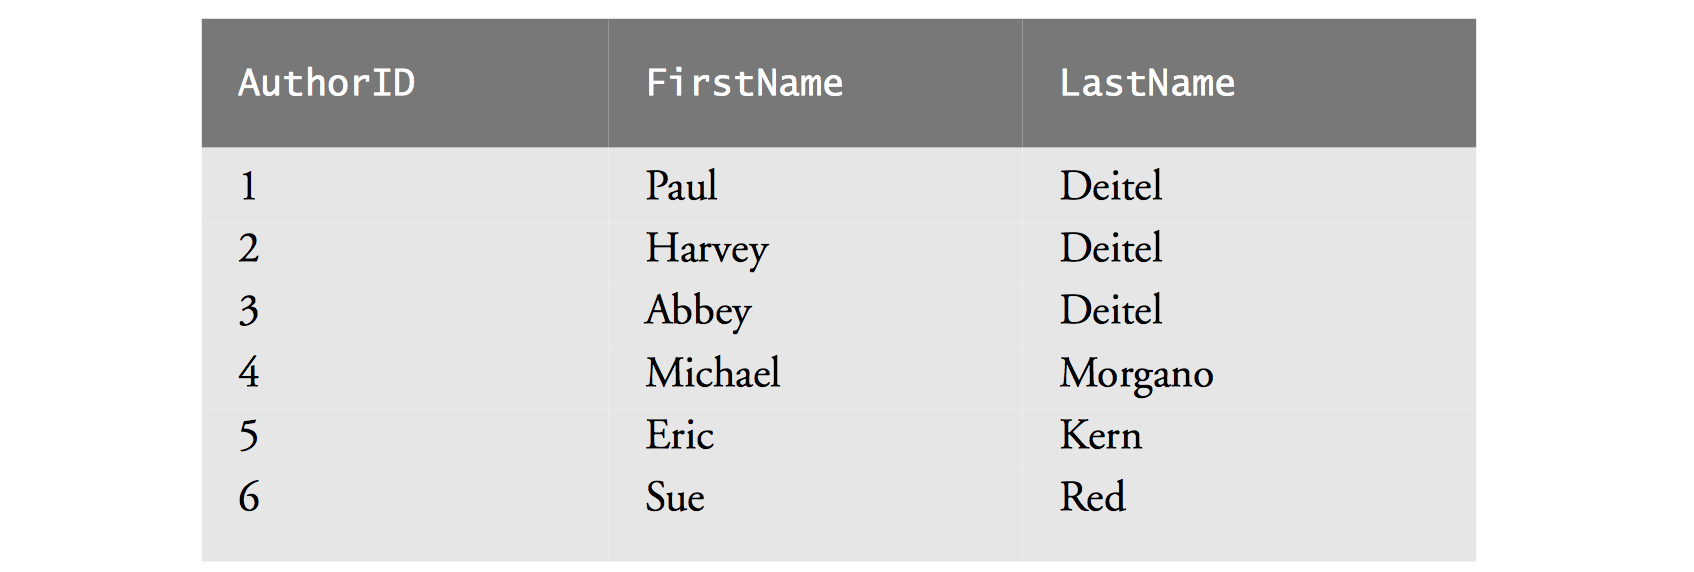 AuthorID FirstName LastName
1 Paul Deitel
2 Harvey Deitel
3 Abbey Deitel
4 Michael Morgano
5 Eric Kern
6 Sue Red